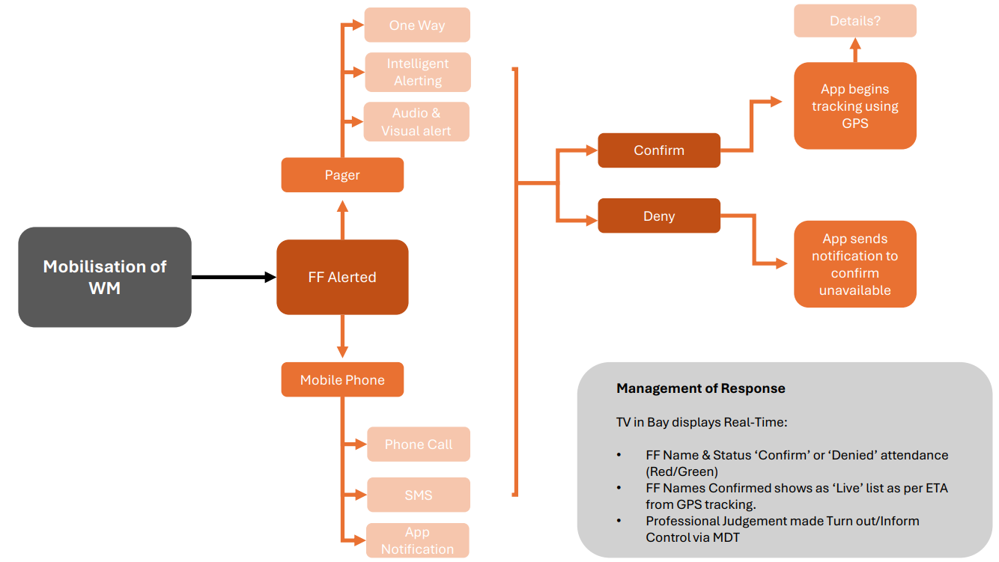 One Way
Intelligent
Alerting
Audio &
Visual alert
Pager
Mobilisation of
WM
FF Alerted
Mobile Phone
Phone Call
SMS
App
Notification
Confirm
Deny
Details?
App begins
tracking using
GPS
App sends
notification to
confirm
unavailable
Management of Response
TV in Bay displays Real-Time:
• FF Name & Status ‘Confirm’ or ‘Denied’ attendance
(Red/Green)
• FF Names Confirmed shows as ‘Live’ list as per ETA
from GPS tracking.
• Professional Judgement made Turn out/Inform
Control via MDT